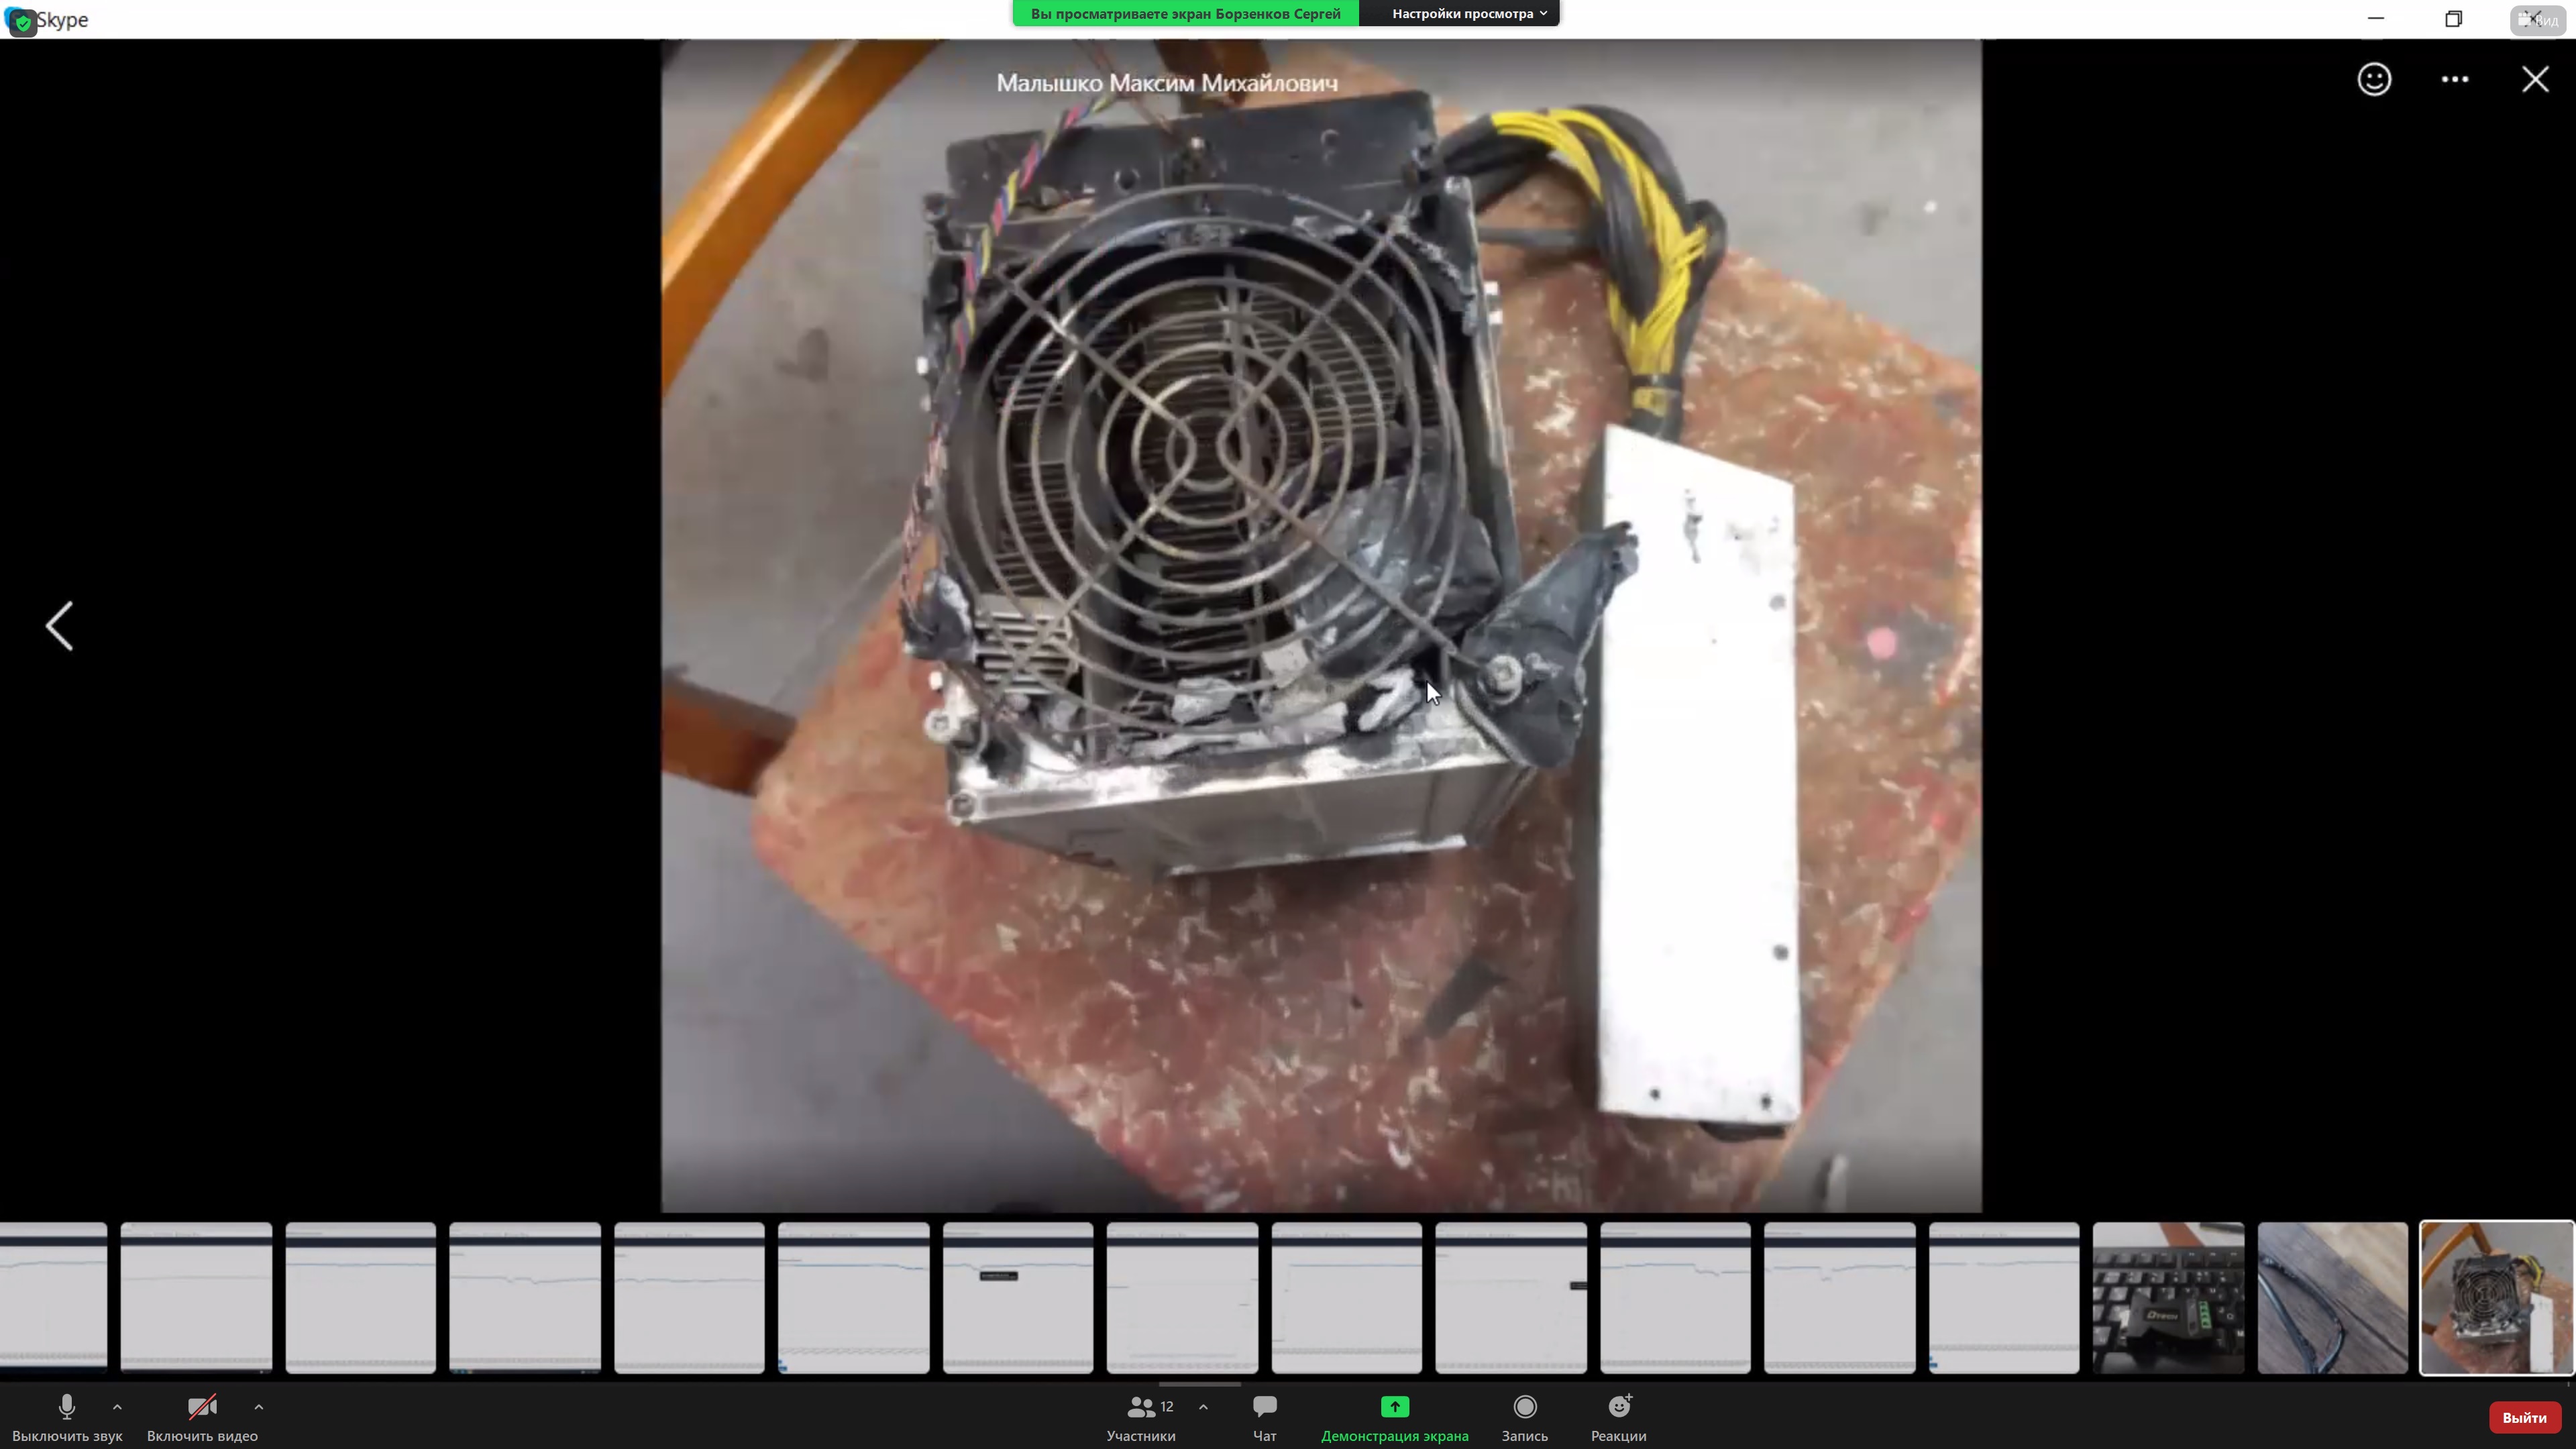 Skype
Вы просматриваете экран Борзенков Сергей
Настройки просмотра
Вид
Малышко Максим Михайлович
DTECH
Выключить звук
Включить видео
12
Участники
Чат
Демонстрация экрана
Запись
Реакции
Выйти